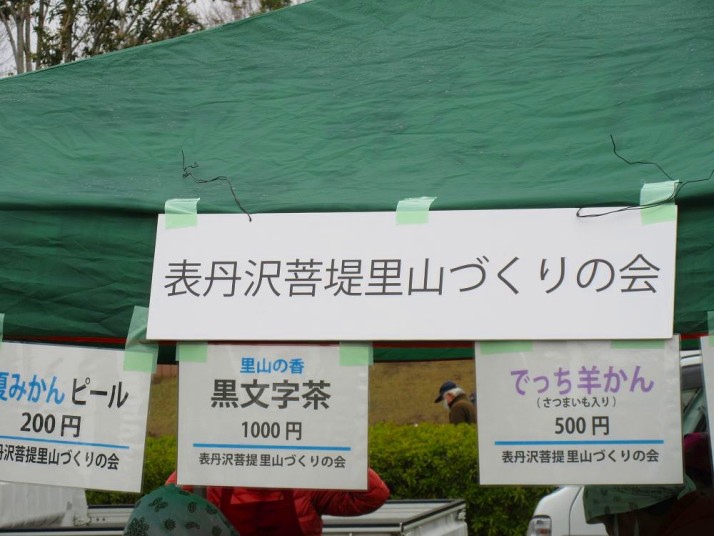 表丹沢菩提里山づくりの会
夏みかん ピール
200円
丹沢菩提里山づくりの会
里山の香
黒文字茶
1000円
表丹沢菩提里山づくりの会
でっち羊かん
(さつまいも入り)
500円
表丹沢菩提里山づくりの会